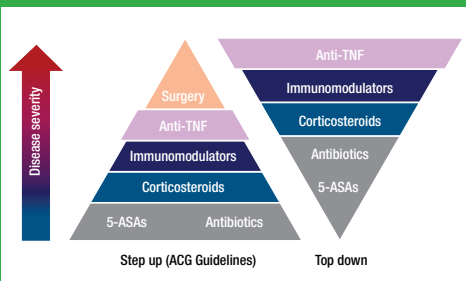 Disease severity
Surgery
Anti-TNF
Immunomodulators
Corticosteroids
5-ASAs Antibiotics
Step up (ACG Guidelines)
Anti-TNF
Immunomodulators
Corticosteroids
Antibiotics
5-ASAs
Top down